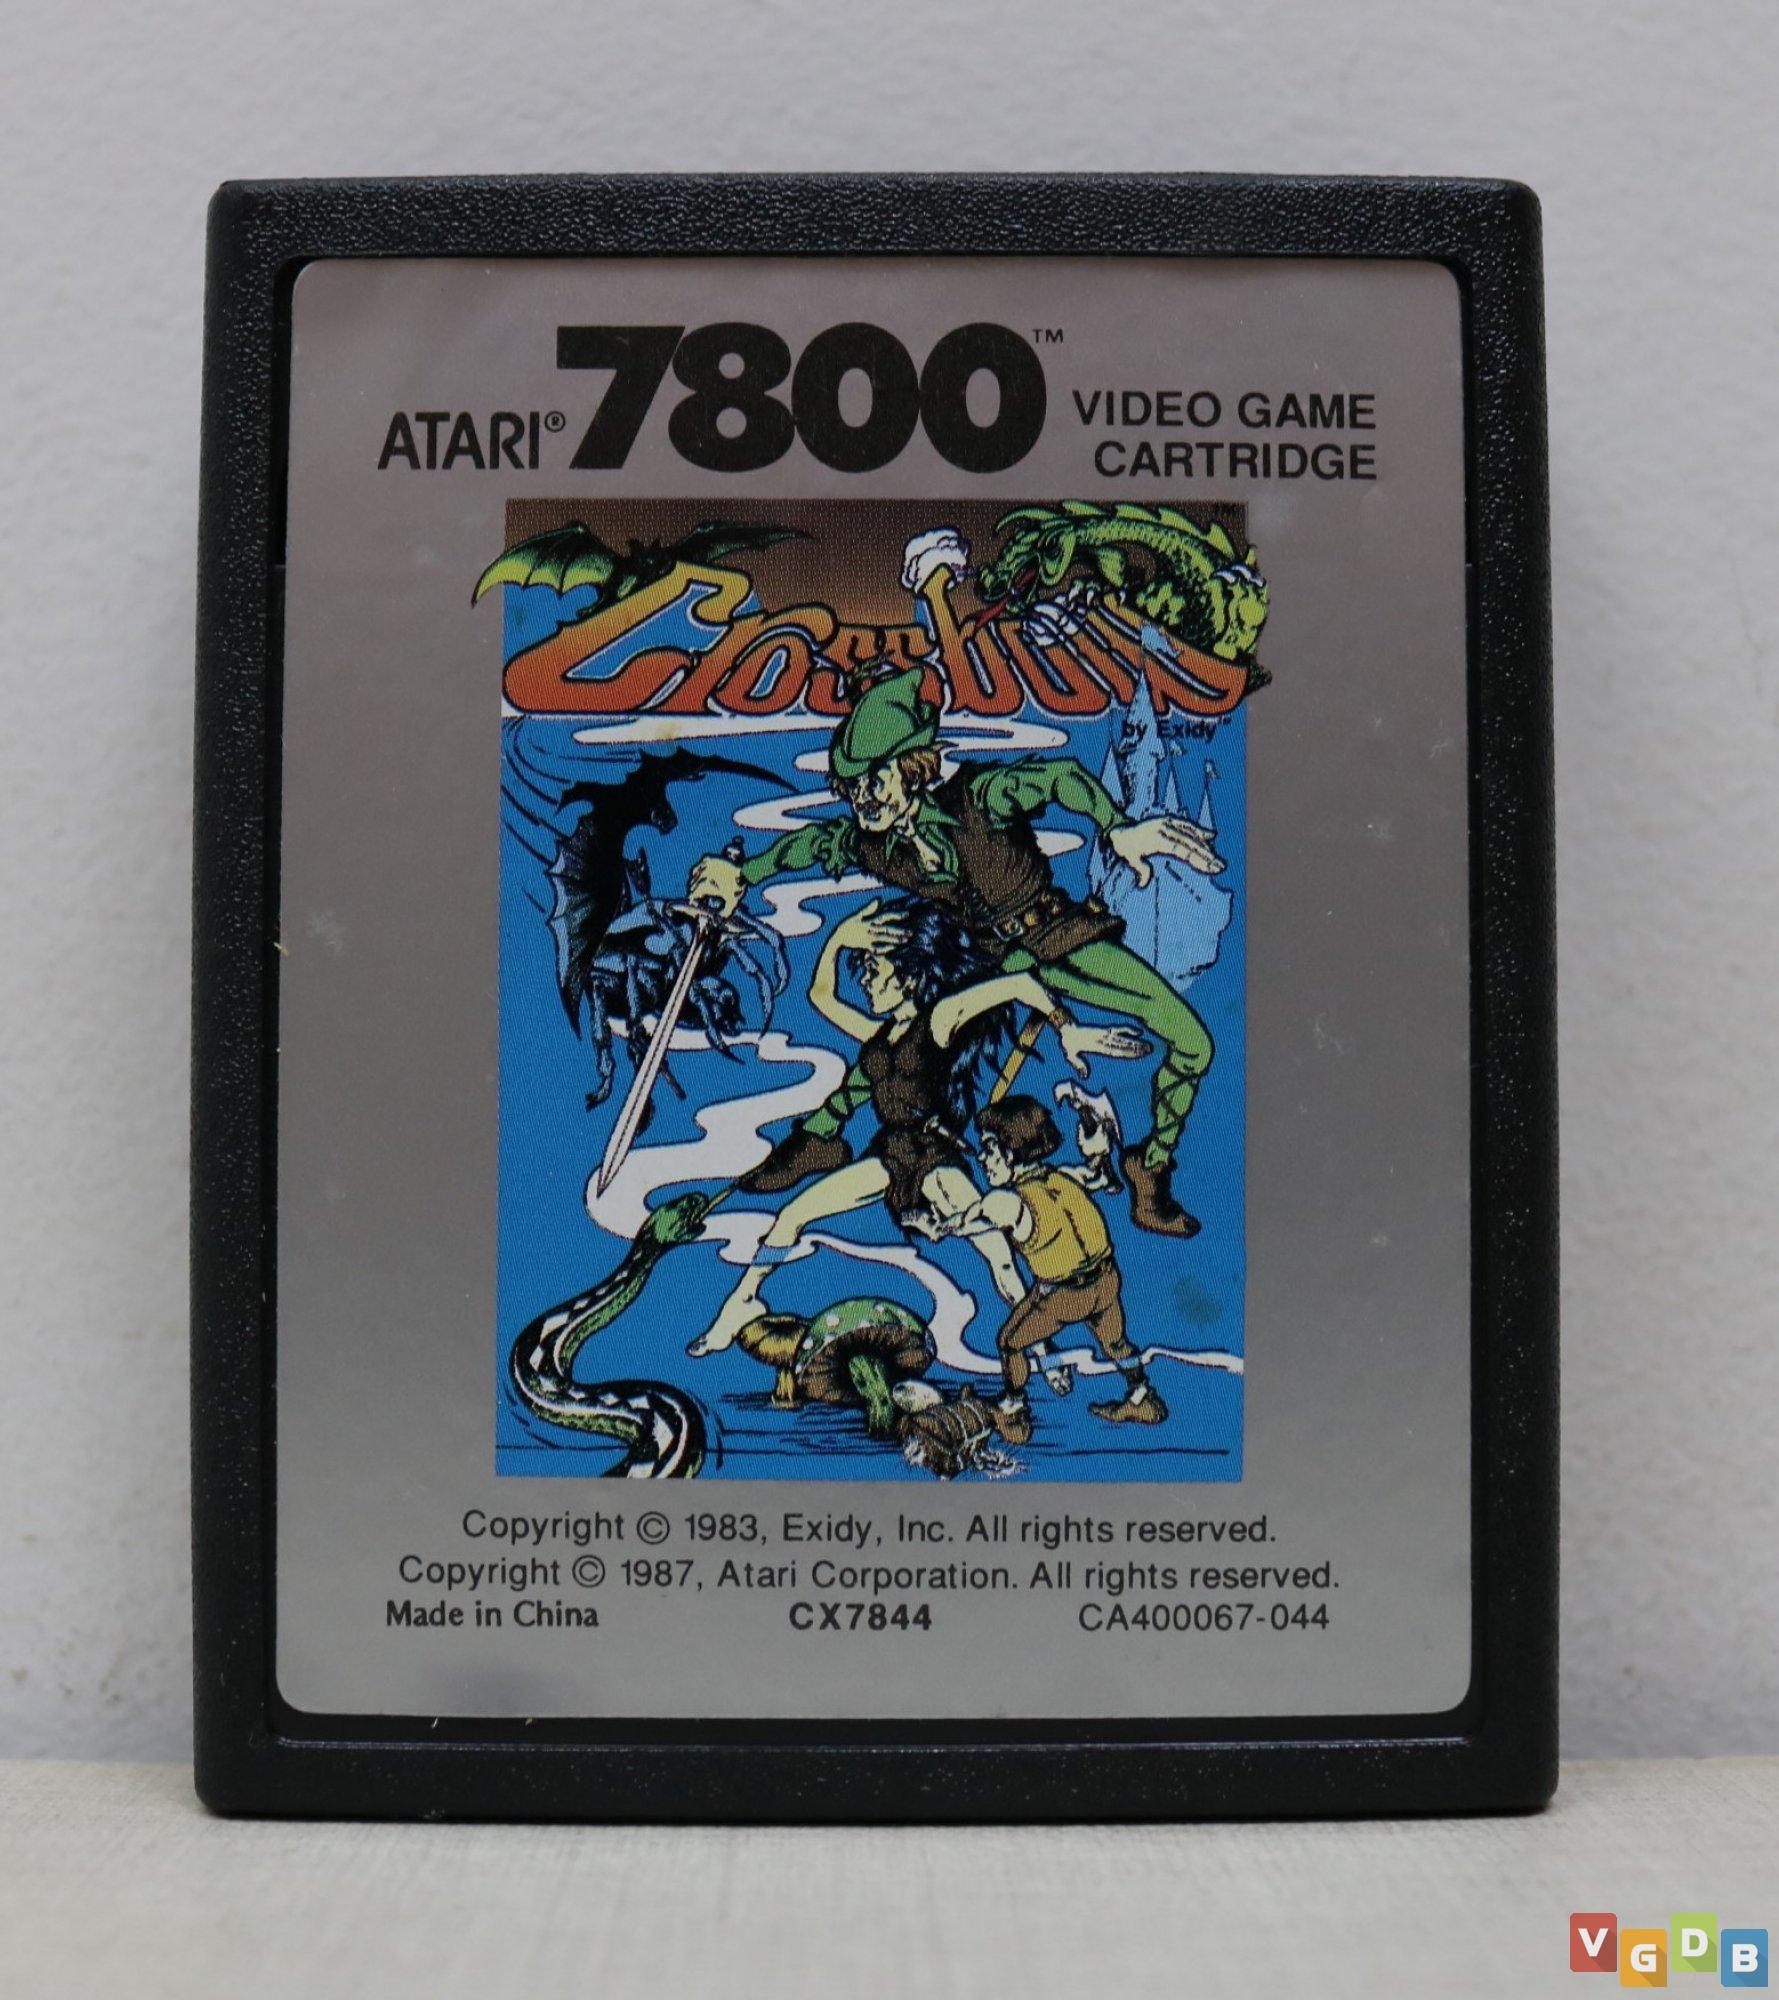 ATARI® 7800™ VIDEO GAME
CARTRIDGE
Crossbow
by Exidy™
Copyright © 1983, Exidy, Inc. All rights reserved.
Copyright © 1987, Atari Corporation. All rights reserved.
Made in China CX7844 CA400067-044
VGDB